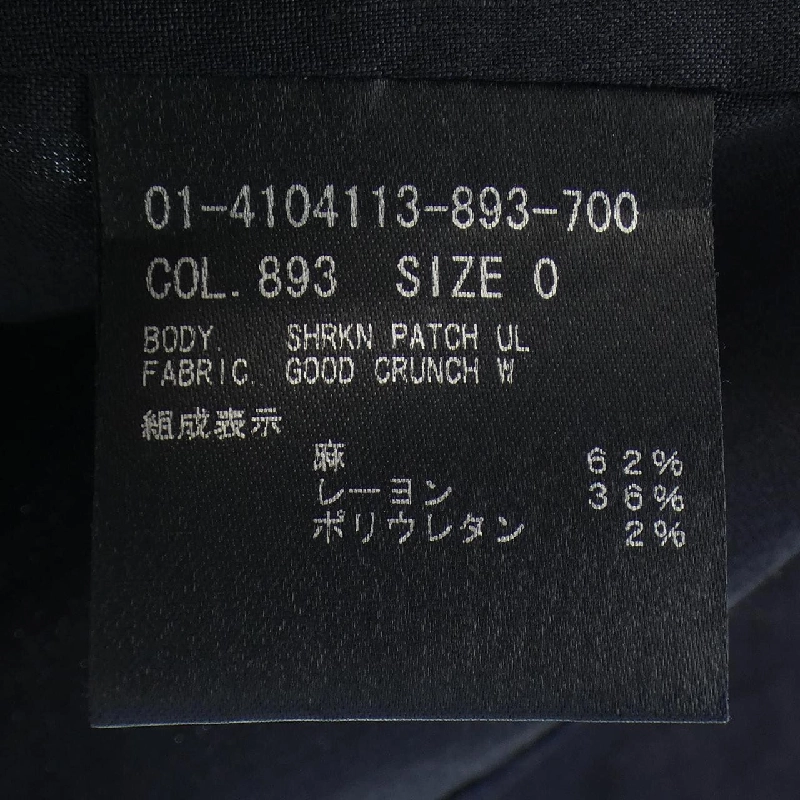 01-4104113-893-700
COL. 893 SIZE 0
BODY. SHRKN PATCH UL
FABRIC. GOOD CRUNCH W
組成表示
麻 62%
レーヨン 36%
ポリウレタン 2%